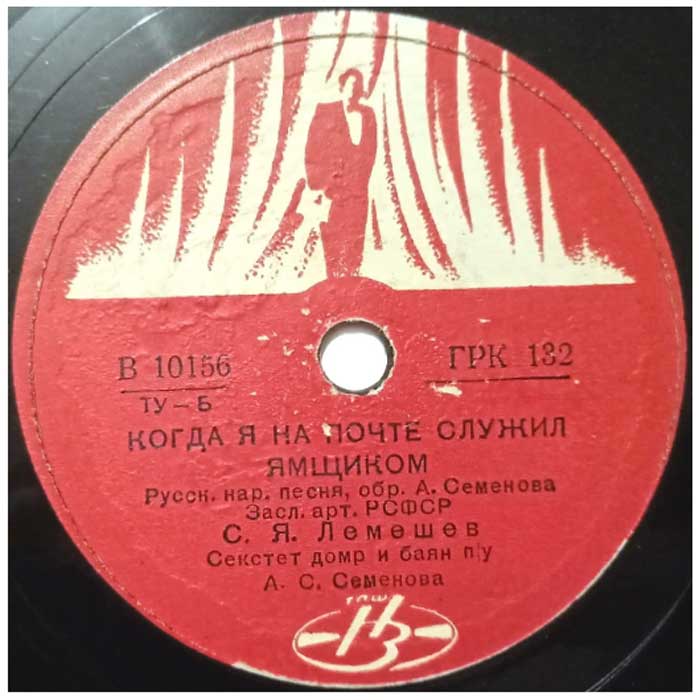 В 10156
ГРК 132
ТУ – Б
КОГДА Я НА ПОЧТЕ СЛУЖИЛ
ЯМЩИКОМ
Русск. нар. песня, обр. А. Семенова
Засл. арт. РСФСР
С. Я. Лемешев
Секстет домр и баян п/у
А. С. Семенова
НЗ